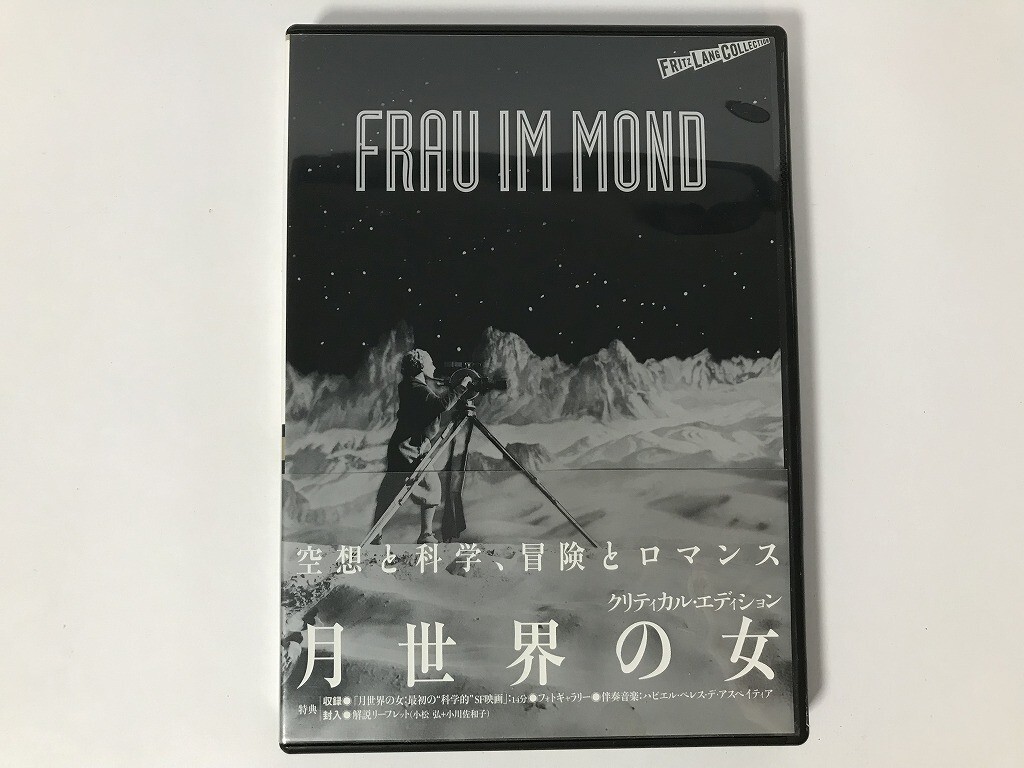 FRITZ LANG COLLECTION
FRAU IM MOND
空想と科学、冒険とロマンス
クリティカル・エディション
月世界の女
特典 収録●「月世界の女:最初の“科学的”SF映画」:14分●フォトギャラリー●伴奏音楽:ハビエル・ペレス・デ・アスペイティア
封入●解説リーフレット(小松 弘+小川佐和子)